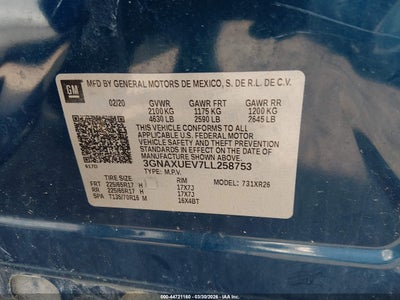 GM
MFD BY GENERAL MOTORS DE MEXICO, S. DE R.L. DE C.V.
02/20 GVWR GAWR FRT GAWR RR
2100 KG 1175 KG 1200 KG
4630 LB 2590 LB 2645 LB
THIS VEHICLE CONFORMS TO ALL APPLICABLE
U.S. FEDERAL MOTOR
VEHICLE SAFETY, BUMPER, AND
THEFT PREVENTION STANDARDS
IN EFFECT ON THE DATE OF
MANUFACTURE SHOWN ABOVE.
3GNAXUEV7LL258753
TYPE: M.P.V.
TIRE SIZE RIM MODEL: 731XR26
FRT 225/65R17 H 17X7J
RR 225/65R17 H 17X7J
SPA T135/70R16 M 16X4BT
000-44721160 - 03/30/2026 - IAAI.COM